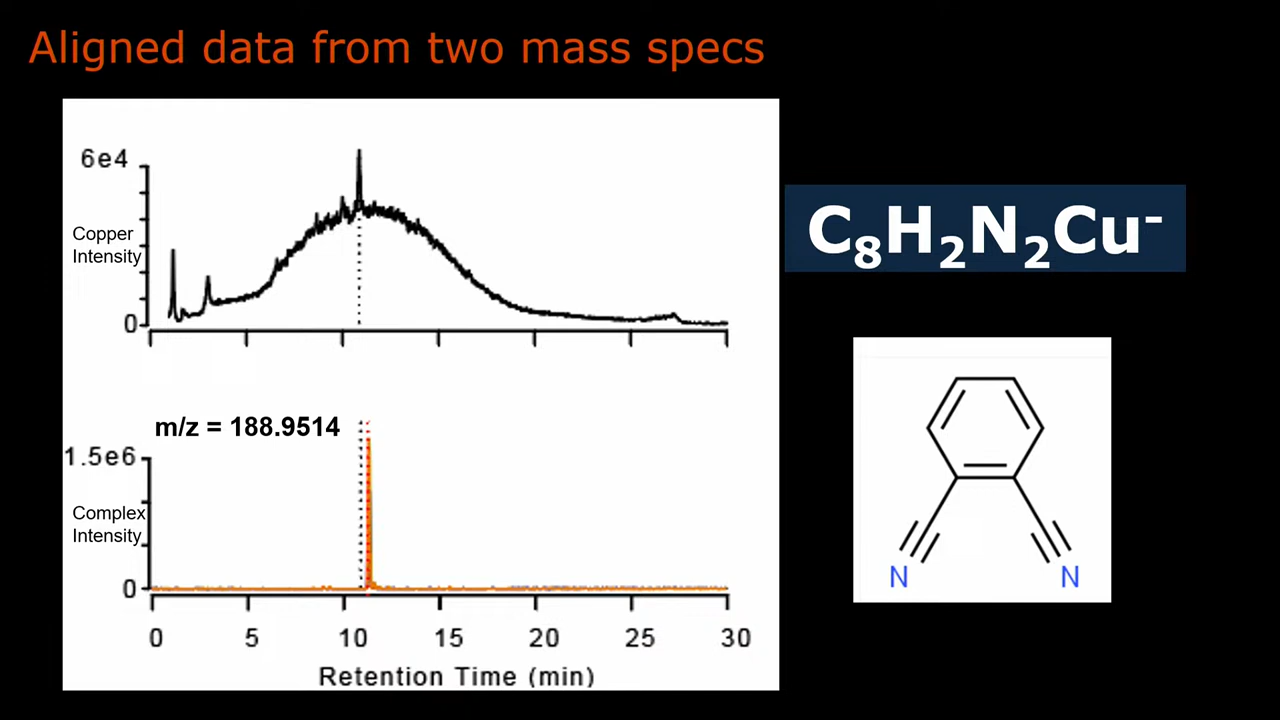 Aligned data from two mass specs
6e4
Copper
Intensity
0
m/z = 188.9514
1.5e6
Complex
Intensity
0
0 5 10 15 20 25 30
Retention Time (min)
C₈H₂N₂Cu⁻
N N